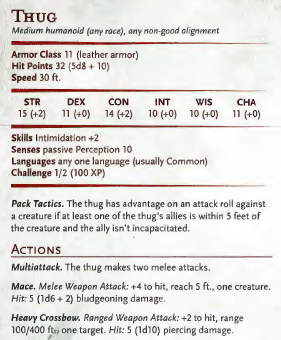 THUG
Medium humanoid (any race), any non-good alignment
Armor Class 11 (leather armor)
Hit Points 32 (5d8 + 10)
Speed 30 ft.
STR DEX CON INT WIS CHA
15 (+2) 11 (+0) 14 (+2) 10 (+0) 10 (+0) 11 (+0)
Skills Intimidation +2
Senses passive Perception 10
Languages any one language (usually Common)
Challenge 1/2 (100 XP)
Pack Tactics. The thug has advantage on an attack roll against
a creature if at least one of the thug's allies is within 5 feet of
the creature and the ally isn't incapacitated.
ACTIONS
Multiattack. The thug makes two melee attacks.
Mace. Melee Weapon Attack: +4 to hit, reach 5 ft., one creature.
Hit: 5 (1d6 + 2) bludgeoning damage.
Heavy Crossbow. Ranged Weapon Attack: +2 to hit, range
100/400 ft., one target. Hit: 5 (1d10) piercing damage.